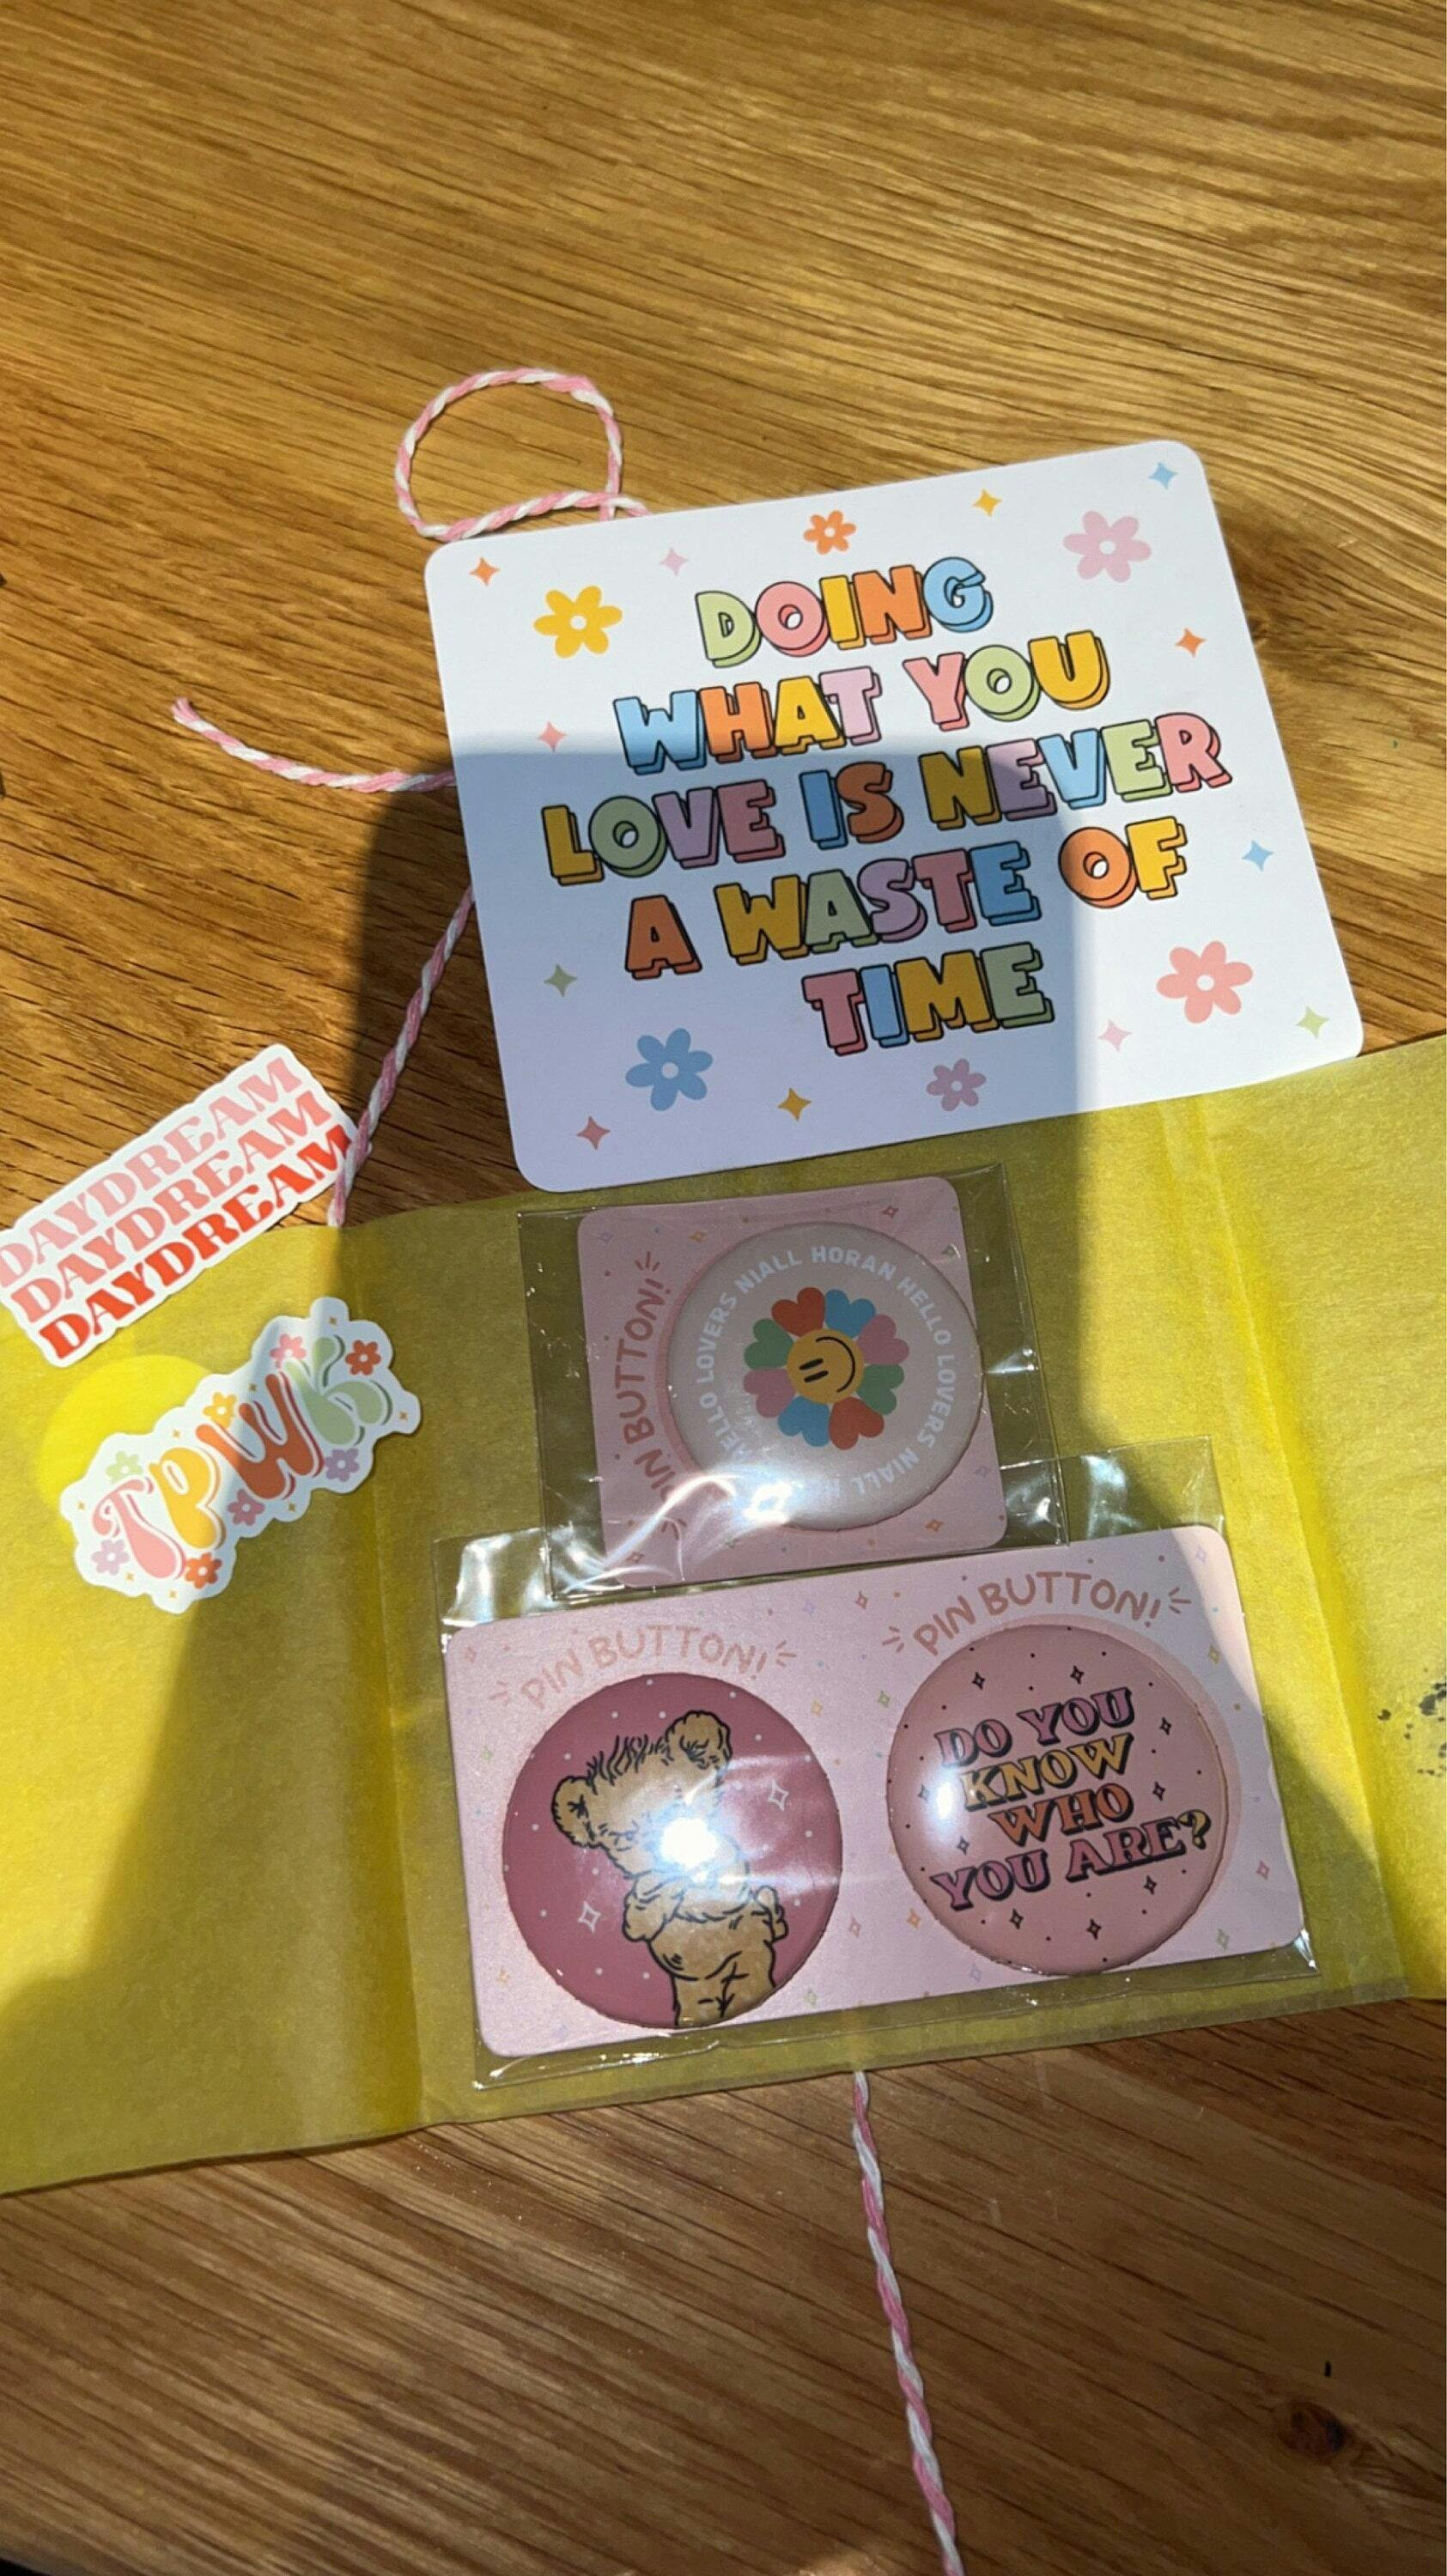 DOING
WHAT YOU
LOVE IS NEVER
A WASTE OF
TIME
DAYDREAM
DAYDREAM
DAYDREAM
TPWK
PIN BUTTON!
HELLO LOVERS NIALL HORAN HELLO LOVERS NIALL
PIN BUTTON!
PIN BUTTON!
DO YOU
KNOW
WHO
YOU ARE?